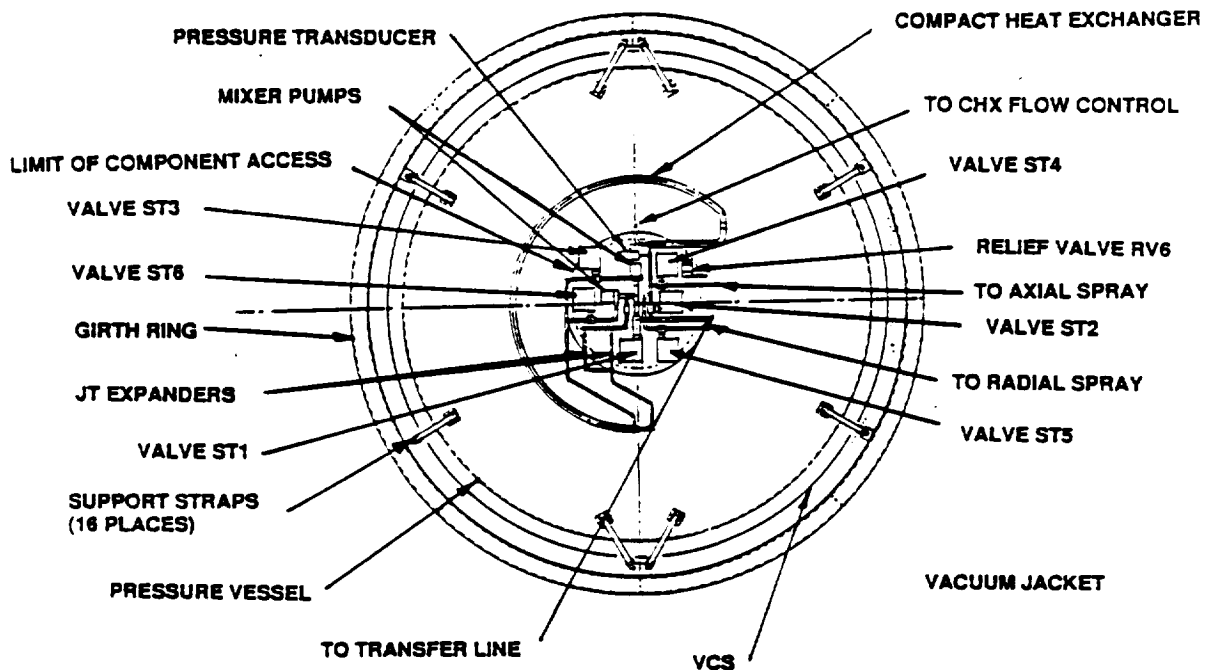 PRESSURE TRANSDUCER
MIXER PUMPS
LIMIT OF COMPONENT ACCESS
VALVE ST3
VALVE ST6
GIRTH RING
JT EXPANDERS
VALVE ST1
SUPPORT STRAPS
(16 PLACES)
PRESSURE VESSEL
TO TRANSFER LINE
COMPACT HEAT EXCHANGER
TO CHX FLOW CONTROL
VALVE ST4
RELIEF VALVE RV6
TO AXIAL SPRAY
VALVE ST2
TO RADIAL SPRAY
VALVE ST5
VACUUM JACKET
VCS